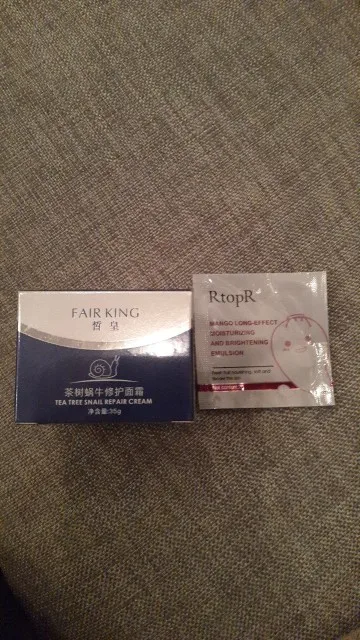 FAIR KING
皙 皇
茶树蜗牛修护面霜
TEA TREE SNAIL REPAIR CREAM
净含量:35g
RtopR
MANGO LONG-EFFECT
MOISTURIZING
AND BRIGHTENING
EMULSION